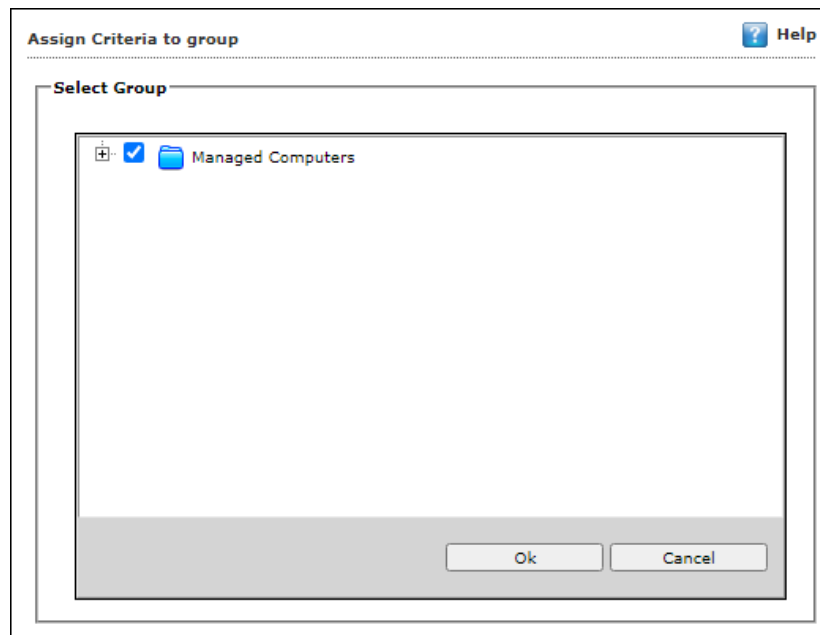 Assign Criteria to group
? Help
Select Group
Managed Computers
Ok
Cancel